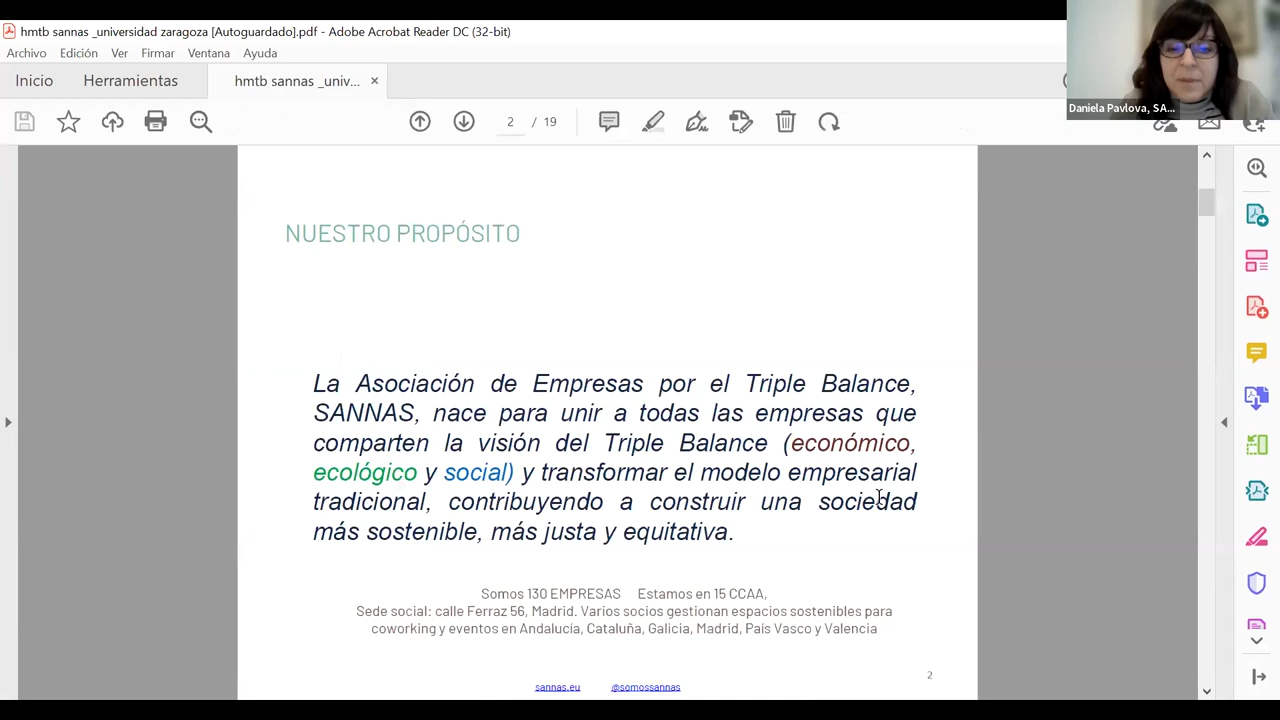 hmtb sannas _universidad zaragoza [Autoguardado].pdf - Adobe Acrobat Reader DC (32-bit)
Archivo Edición Ver Firmar Ventana Ayuda
Inicio Herramientas hmtb sannas _univ... ×
Daniela Pavlova, SA...
2 / 19
NUESTRO PROPÓSITO
La Asociación de Empresas por el Triple Balance,
SANNAS, nace para unir a todas las empresas que
comparten la visión del Triple Balance (económico,
ecológico y social) y transformar el modelo empresarial
tradicional, contribuyendo a construir una sociedad
más sostenible, más justa y equitativa.
Somos 130 EMPRESAS Estamos en 15 CCAA,
Sede social: calle Ferraz 56, Madrid. Varios socios gestionan espacios sostenibles para
coworking y eventos en Andalucía, Cataluña, Galicia, Madrid, País Vasco y Valencia
2
sannas.eu @somossannas